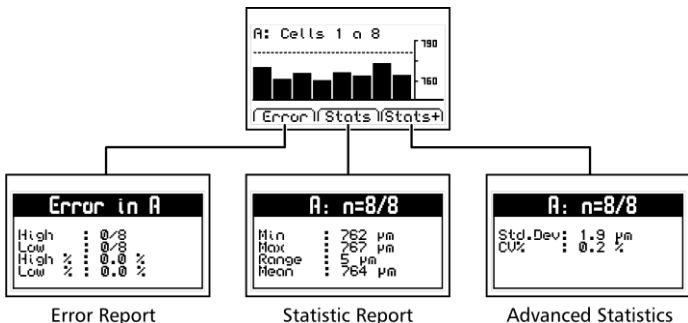 A: Cells 1 a 8
790
760
Error Stats Stats+
Error in A
High : 0/8
Low : 0/8
High % : 0.0 %
Low % : 0.0 %
Error Report
A: n=8/8
Min : 762 µm
Max : 767 µm
Range : 5 µm
Mean : 764 µm
Statistic Report
A: n=8/8
Std.Dev: 1.9 µm
CV% : 0.2 %
Advanced Statistics